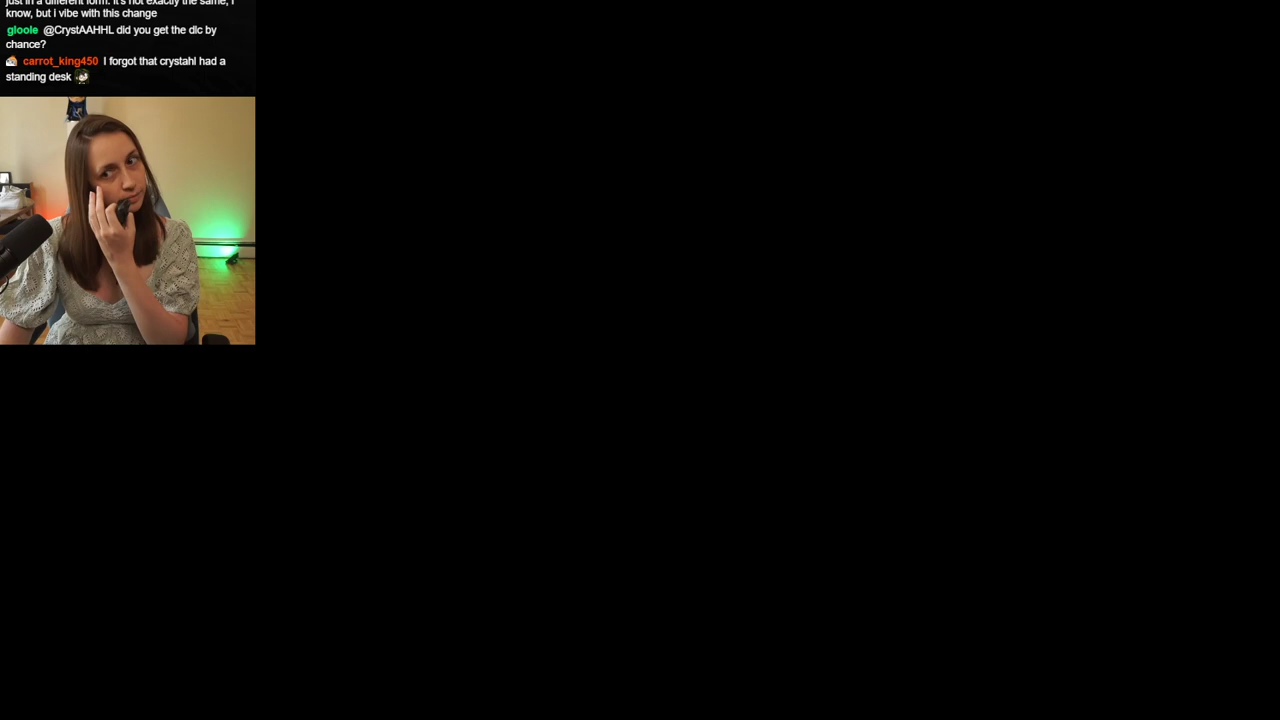 just in a different form. it's not exactly the same, i
know, but i vibe with this change
gloole @CrystAAHHL did you get the dlc by
chance?
carrot_king450 I forgot that crystahl had a
standing desk